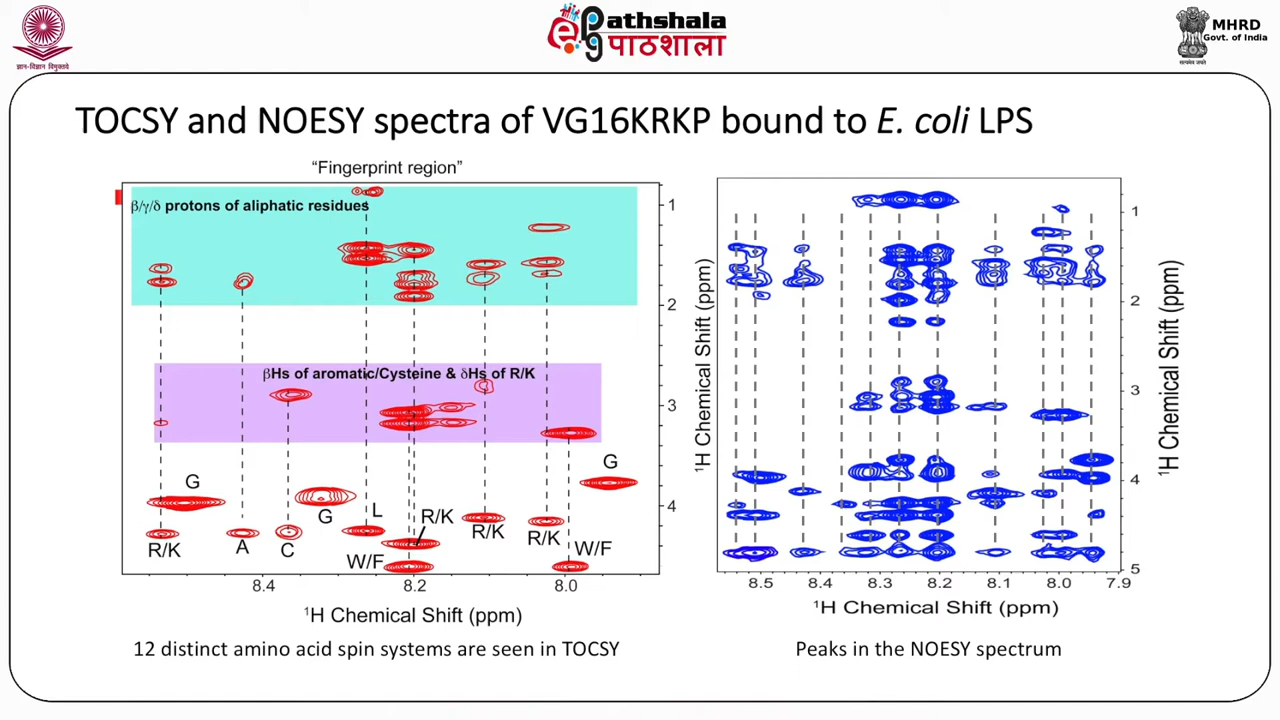 ज्ञान-विज्ञान विमुक्तये
ePathshala
पाठशाला
सत्यमेव जयते
MHRD
Govt. of India
TOCSY and NOESY spectra of VG16KRKP bound to E. coli LPS
“Fingerprint region”
β/γ/δ protons of aliphatic residues
βHs of aromatic/Cysteine & δHs of R/K
G
G
G
L
R/K
R/K
A
C
W/F
R/K
R/K
W/F
1
2
3
4
8.4
8.2
8.0
¹H Chemical Shift (ppm)
¹H Chemical Shift (ppm)
12 distinct amino acid spin systems are seen in TOCSY
1
2
3
4
5
¹H Chemical Shift (ppm)
8.5
8.4
8.3
8.2
8.1
8.0
7.9
¹H Chemical Shift (ppm)
Peaks in the NOESY spectrum